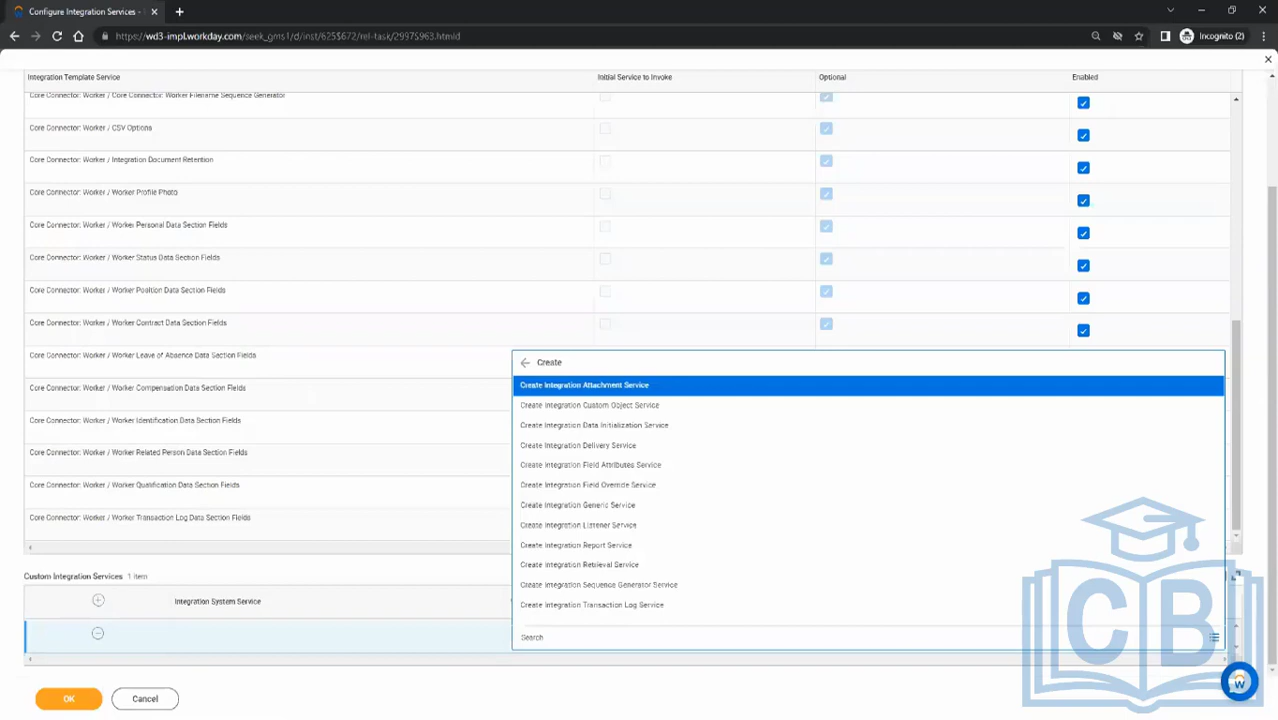 Configure Integration Services -
https://wd3-impl.workday.com/seek_gms1/d/inst/625$672/rel-task/2997$963.htmld
Incognito (2)
Integration Template Service Initial Service to Invoke Optional Enabled
Core Connector: Worker / Core Connector: Worker Filename Sequence Generator
Core Connector: Worker / CSV Options
Core Connector: Worker / Integration Document Retention
Core Connector: Worker / Worker Profile Photo
Core Connector: Worker / Worker Personal Data Section Fields
Core Connector: Worker / Worker Status Data Section Fields
Core Connector: Worker / Worker Position Data Section Fields
Core Connector: Worker / Worker Contract Data Section Fields
Core Connector: Worker / Worker Leave of Absence Data Section Fields
Core Connector: Worker / Worker Compensation Data Section Fields
Core Connector: Worker / Worker Identification Data Section Fields
Core Connector: Worker / Worker Related Person Data Section Fields
Core Connector: Worker / Worker Qualification Data Section Fields
Core Connector: Worker / Worker Transaction Log Data Section Fields
Create
Create Integration Attachment Service
Create Integration Custom Object Service
Create Integration Data Initialization Service
Create Integration Delivery Service
Create Integration Field Attributes Service
Create Integration Field Override Service
Create Integration Generic Service
Create Integration Listener Service
Create Integration Report Service
Create Integration Retrieval Service
Create Integration Sequence Generator Service
Create Integration Transaction Log Service
Search
Custom Integration Services 1 item
Integration System Service
OK Cancel
CB
W